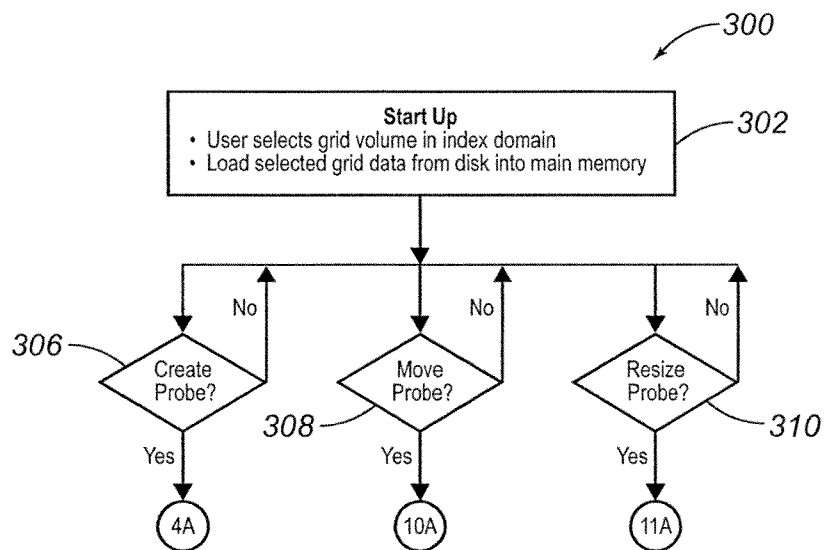 300
Start Up
• User selects grid volume in index domain
• Load selected grid data from disk into main memory
302
No
No
No
306
Create
Probe?
Move
Probe?
308
Resize
Probe?
310
Yes
Yes
Yes
4A
10A
11A